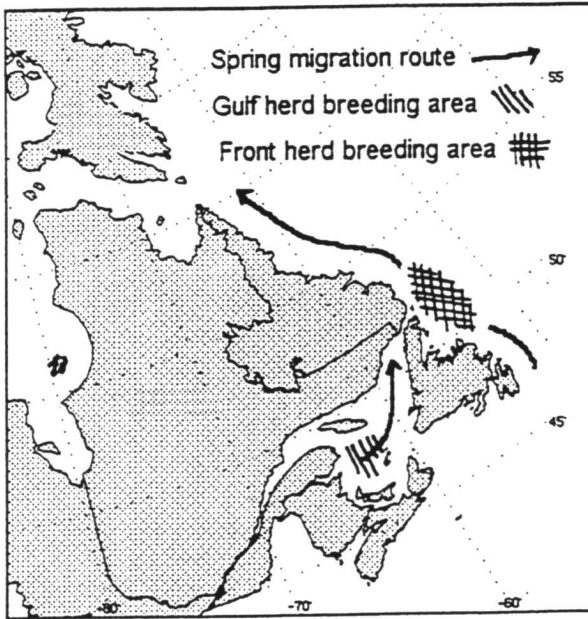 Spring migration route
55
Gulf herd breeding area
Front herd breeding area
50°
45°
-80°
-70°
-60°